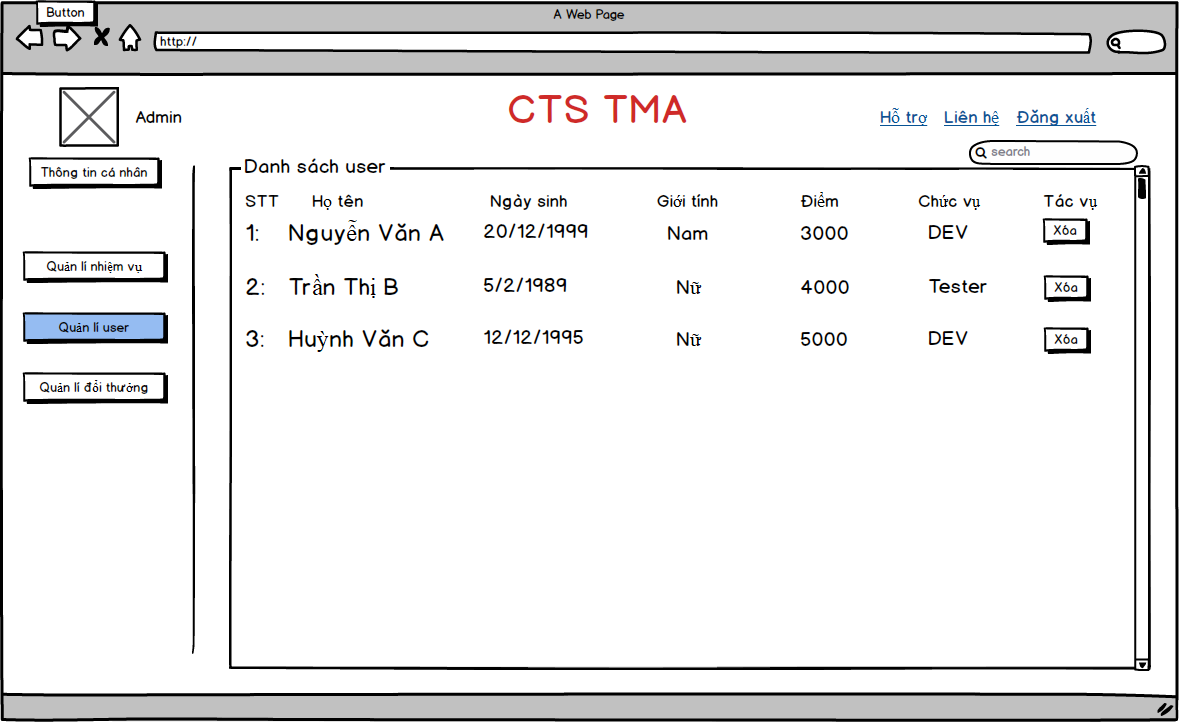 Button
A Web Page
http://
Admin
CTS TMA
Hỗ trợ Liên hệ Đăng xuất
search
Thông tin cá nhân
Quản lí nhiệm vụ
Quản lí user
Quản lí đổi thưởng
Danh sách user
STT Họ tên Ngày sinh Giới tính Điểm Chức vụ Tác vụ
1: Nguyễn Văn A 20/12/1999 Nam 3000 DEV Xóa
2: Trần Thị B 5/2/1989 Nữ 4000 Tester Xóa
3: Huỳnh Văn C 12/12/1995 Nữ 5000 DEV Xóa